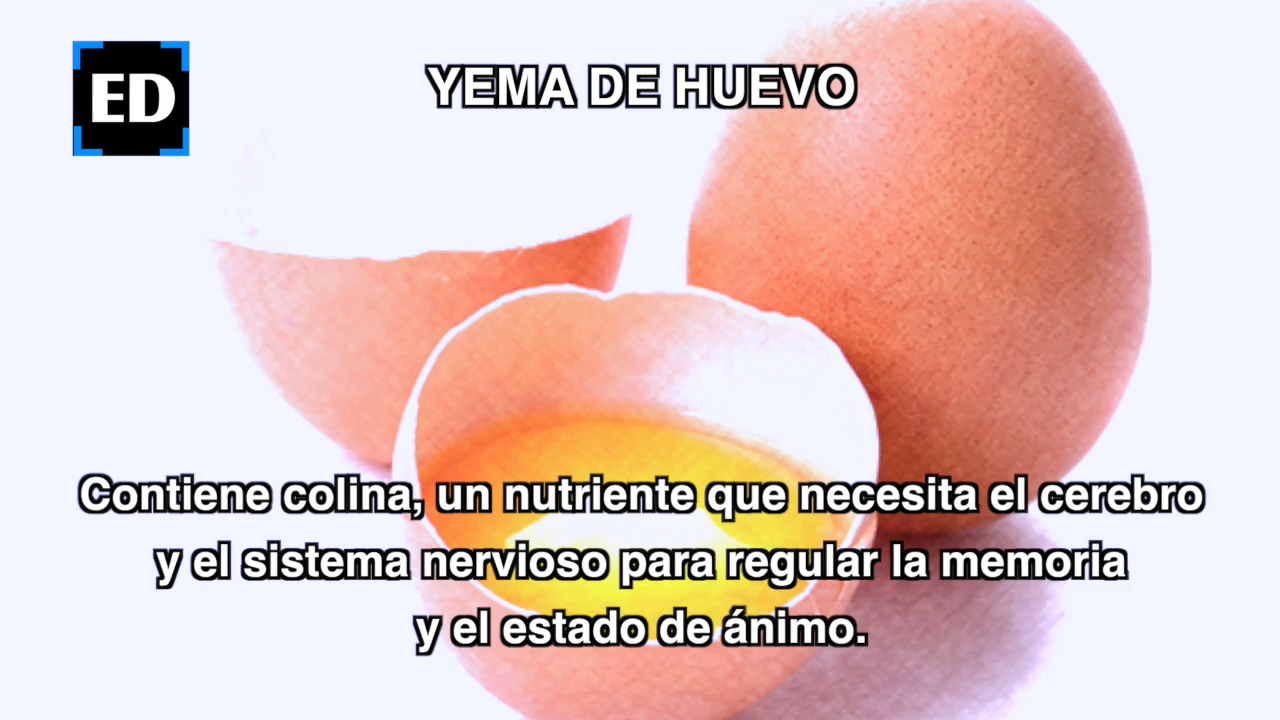 ED
YEMA DE HUEVO
Contiene colina, un nutriente que necesita el cerebro
y el sistema nervioso para regular la memoria
y el estado de ánimo.